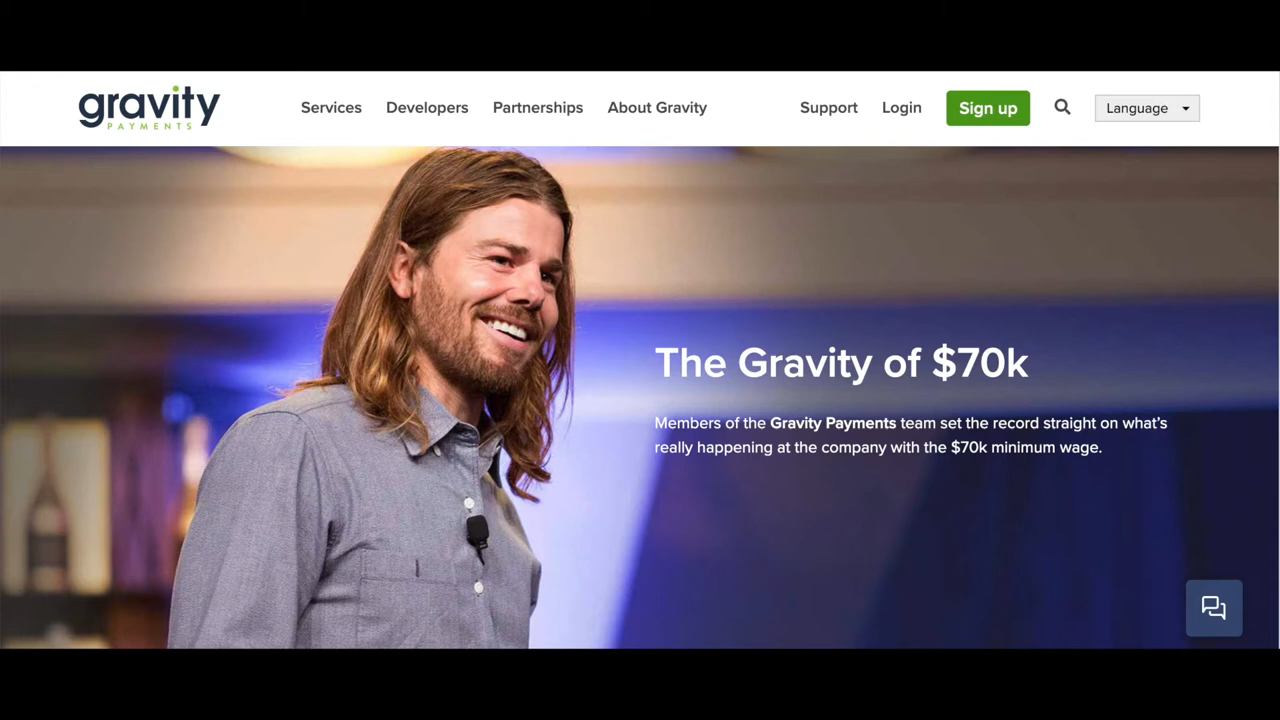 gravity
PAYMENTS
Services Developers Partnerships About Gravity Support Login Sign up Language
The Gravity of $70k
Members of the Gravity Payments team set the record straight on what's
really happening at the company with the $70k minimum wage.